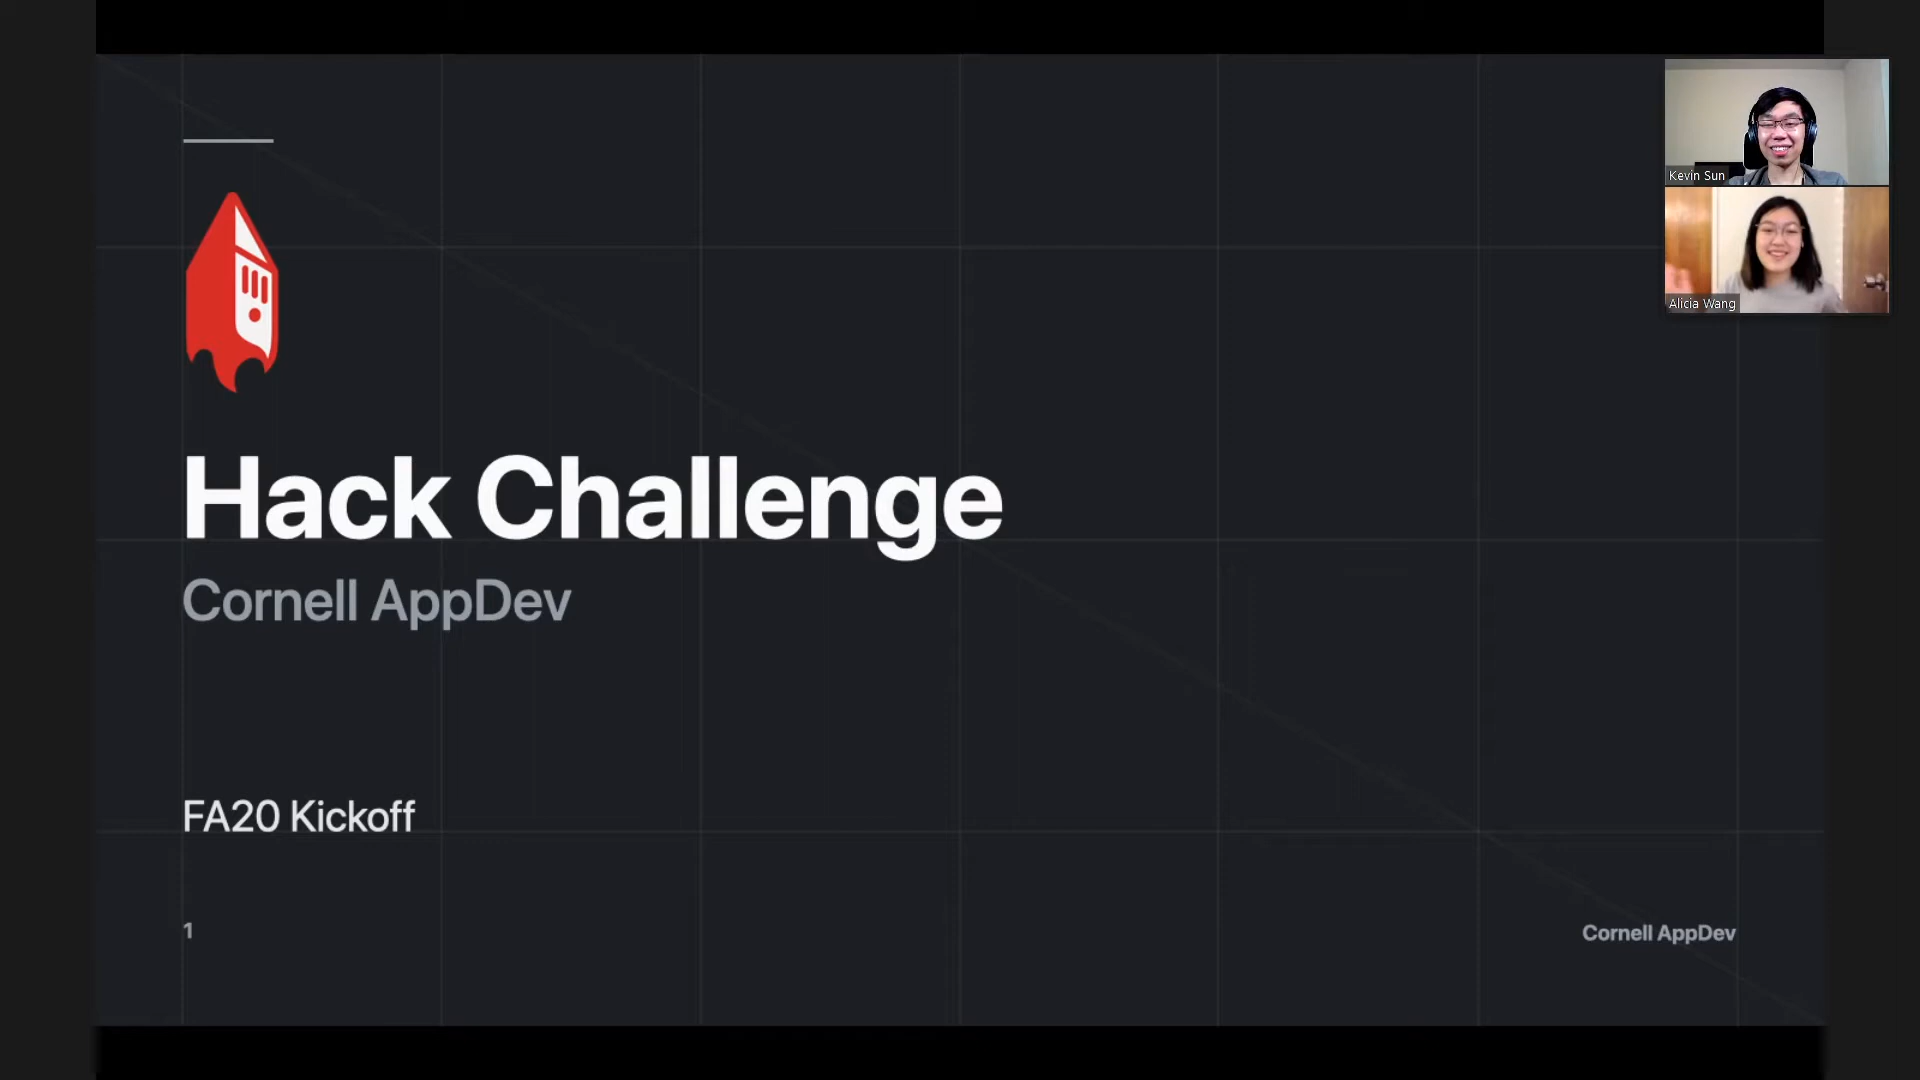 Hack Challenge
Cornell AppDev
FA20 Kickoff
1
Cornell AppDev
Kevin Sun
Alicia Wang